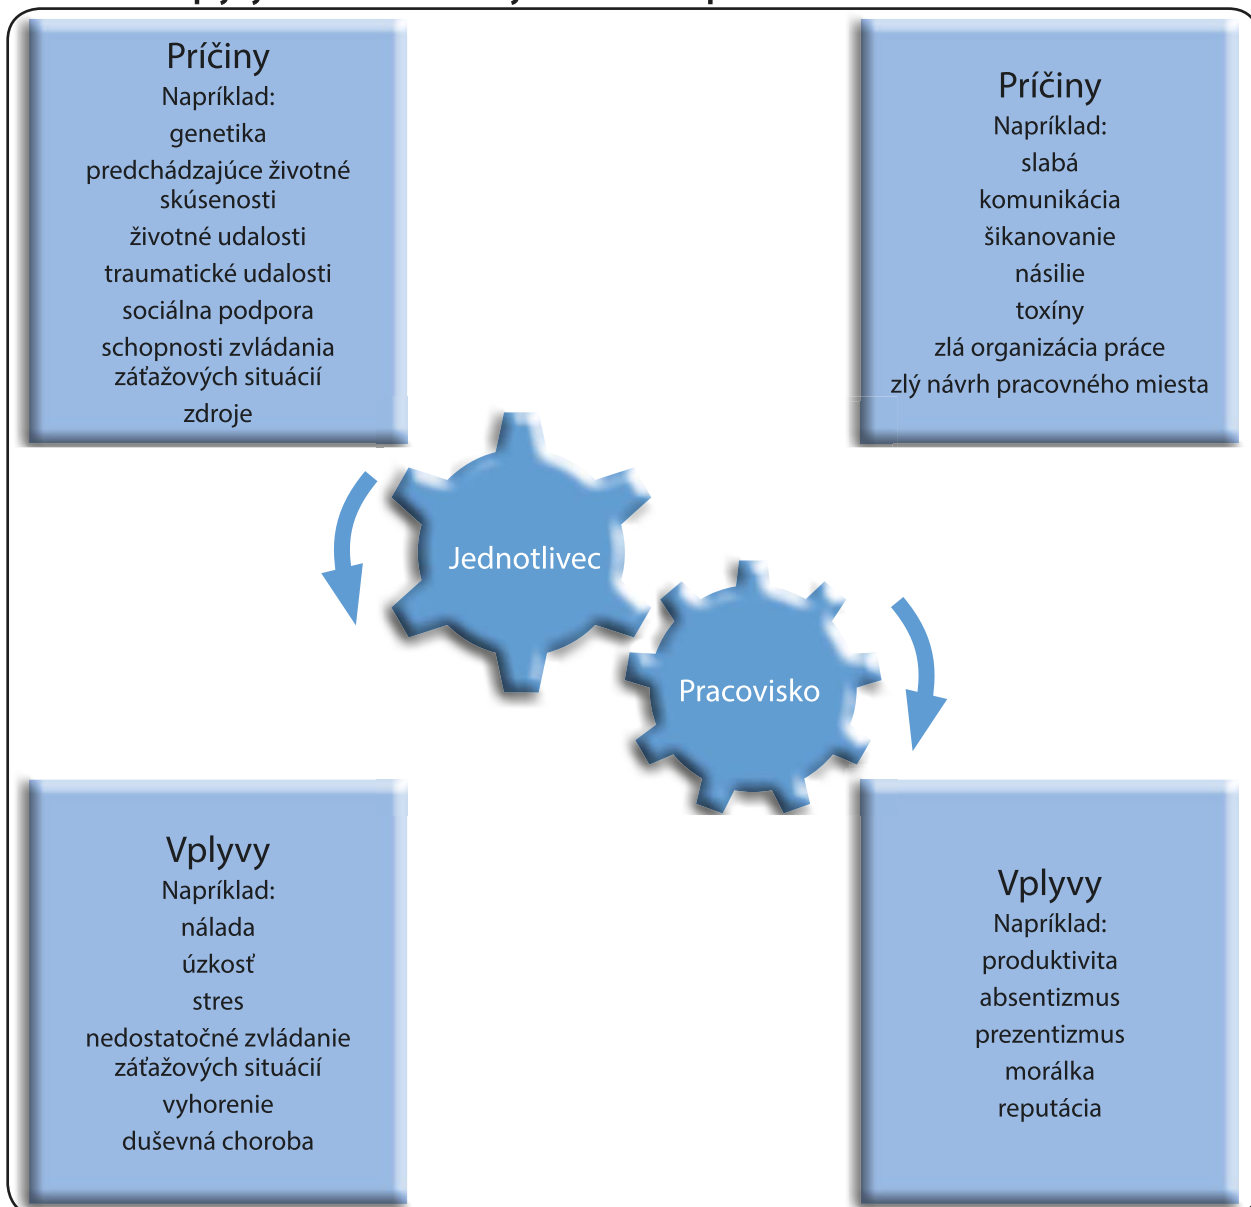 Príčiny
Napríklad:
genetika
predchádzajúce životné
skúsenosti
životné udalosti
traumatické udalosti
sociálna podpora
schopnosti zvládania
záťažových situácií
zdroje
Príčiny
Napríklad:
slabá
komunikácia
šikanovanie
násilie
toxíny
zlá organizácia práce
zlý návrh pracovného miesta
Jednotlivec
Pracovisko
Vplyvy
Napríklad:
nálada
úzkosť
stres
nedostatočné zvládanie
záťažových situácií
vyhorenie
duševná choroba
Vplyvy
Napríklad:
produktivita
absentizmus
prezentizmus
morálka
reputácia